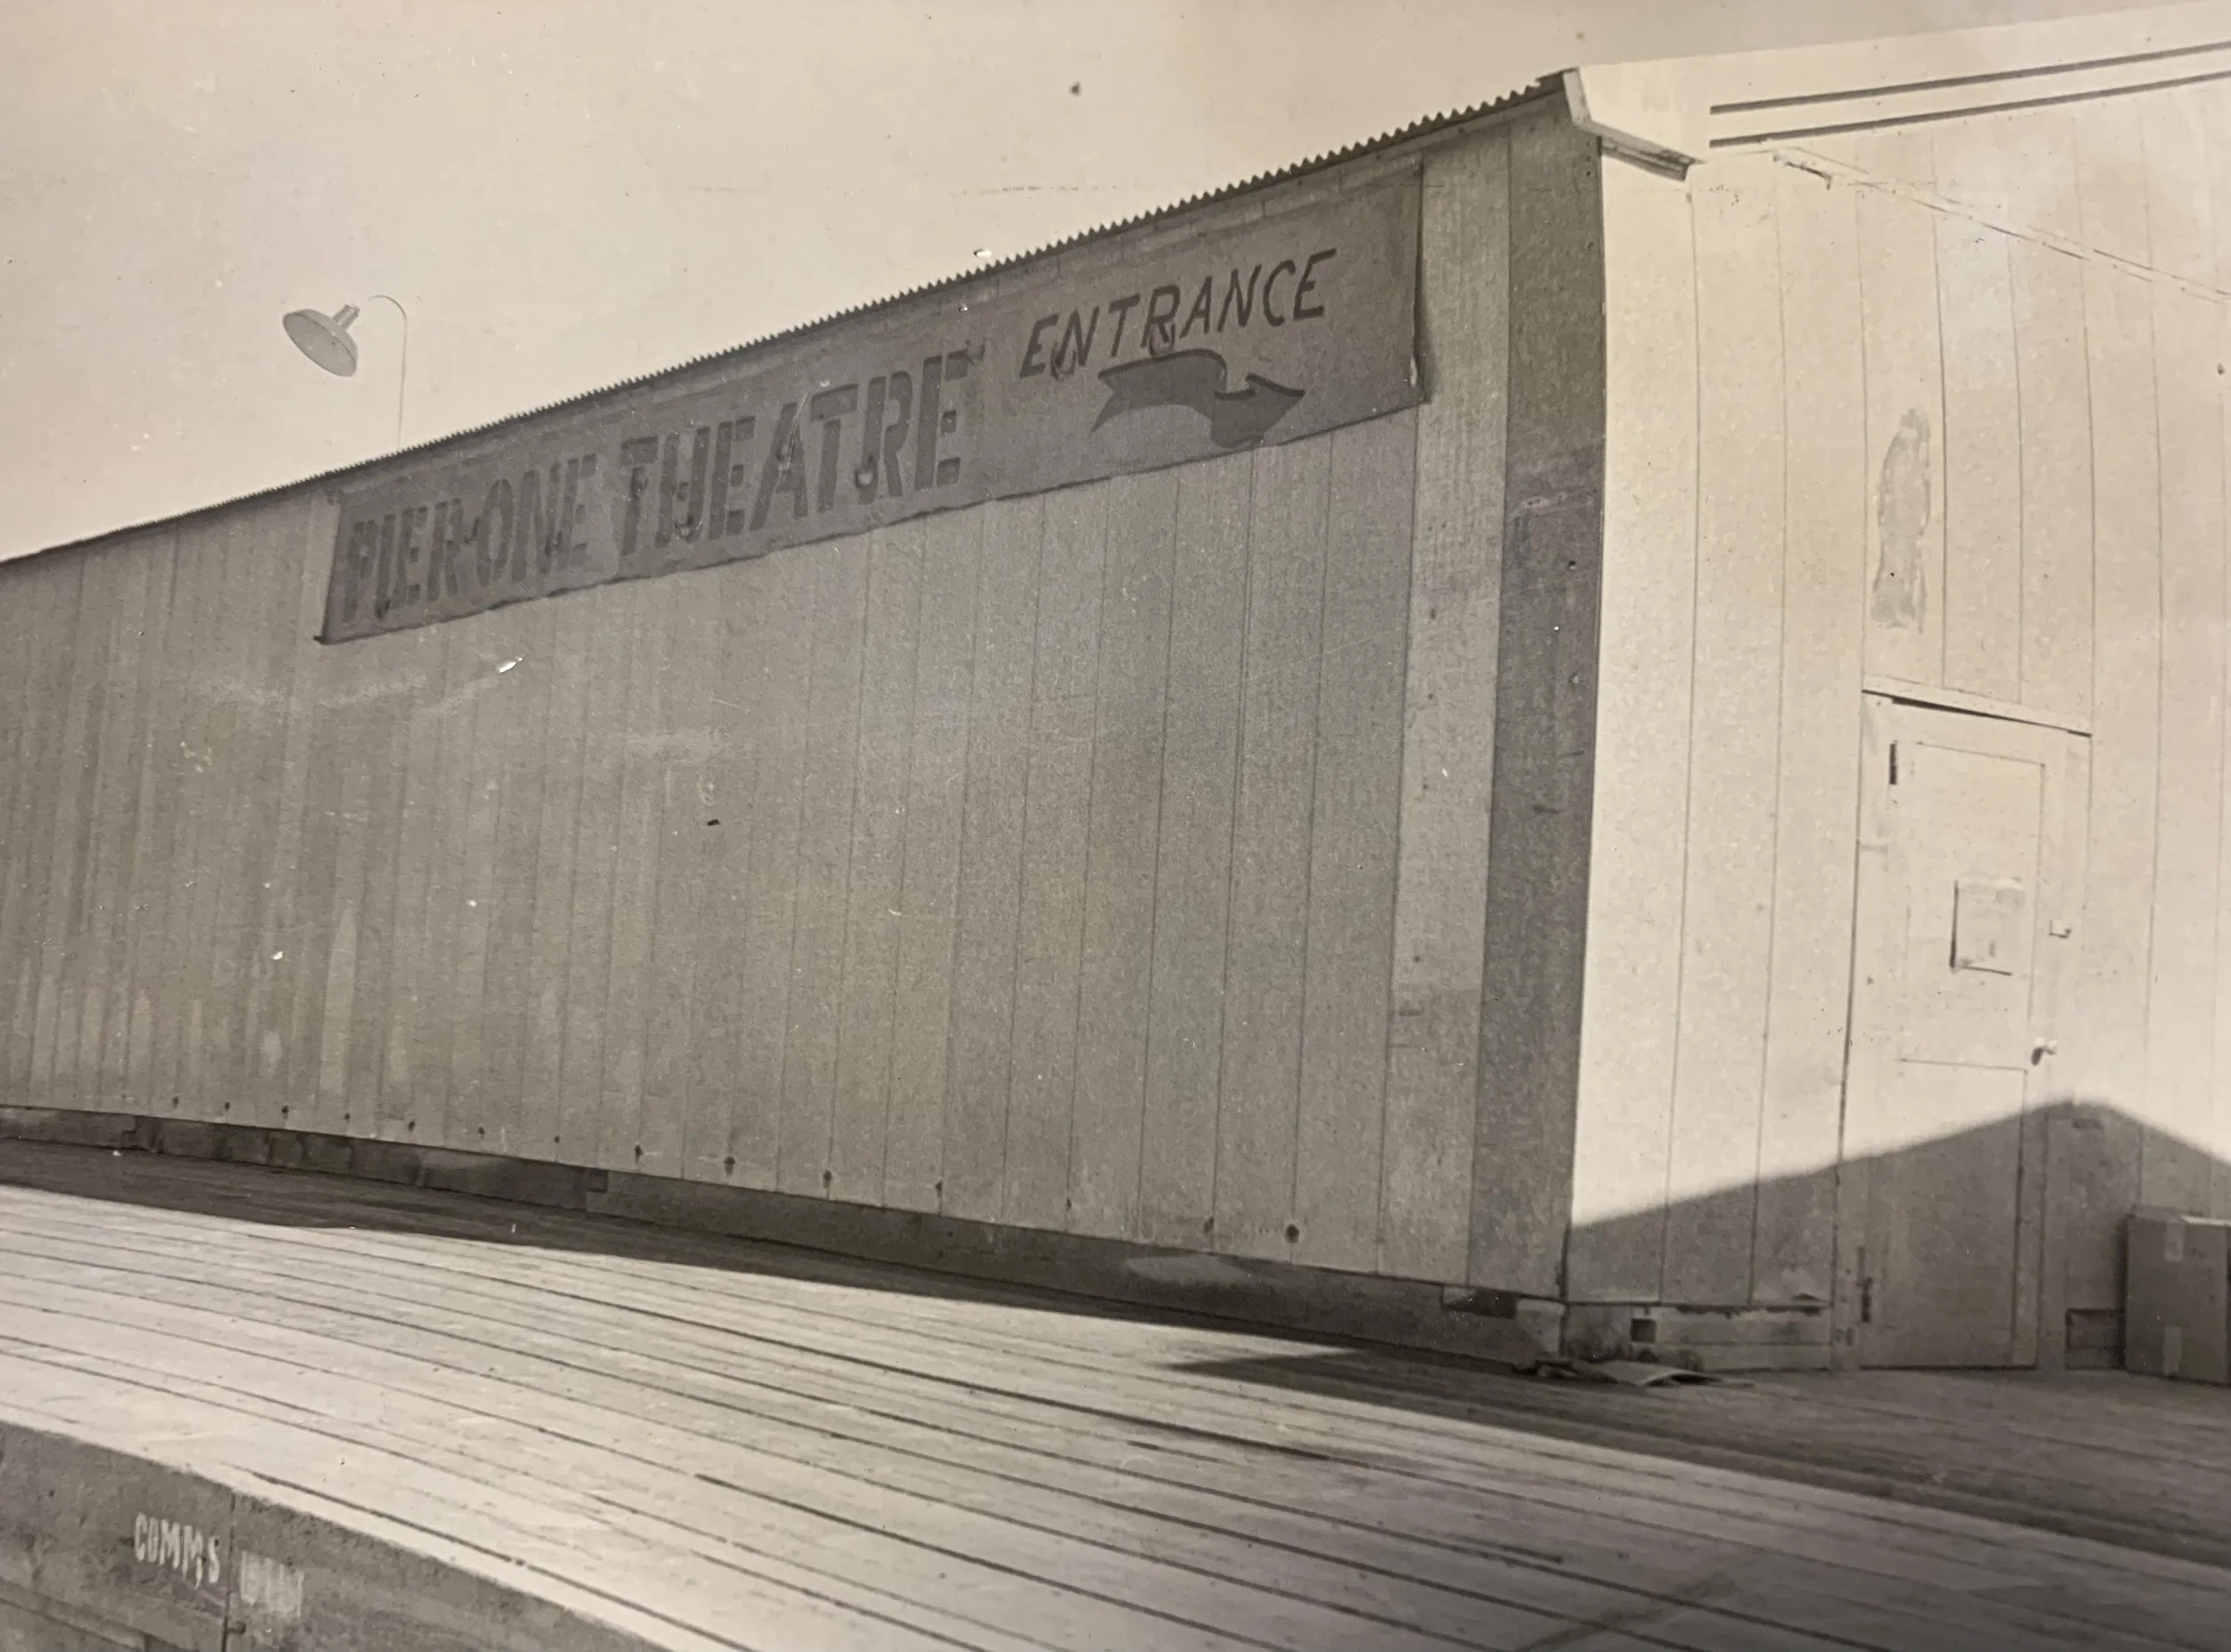 PIER ONE THEATRE
ENTRANCE
COMMS